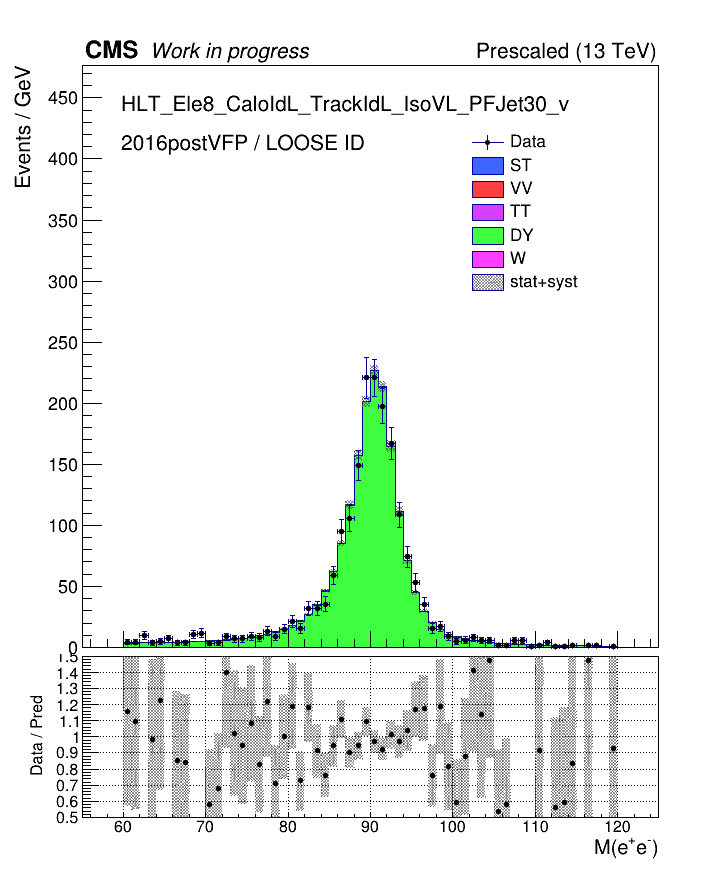 CMS Work in progress Prescaled (13 TeV)
Events / GeV
HLT_Ele8_CaloIdL_TrackIdL_IsoVL_PFJet30_v
2016postVFP / LOOSE ID
Data
ST
VV
TT
DY
W
stat+syst
450
400
350
300
250
200
150
100
50
0
Data / Pred
1.5
1.4
1.3
1.2
1.1
1
0.9
0.8
0.7
0.6
0.5
60 70 80 90 100 110 120
M(e⁺e⁻)